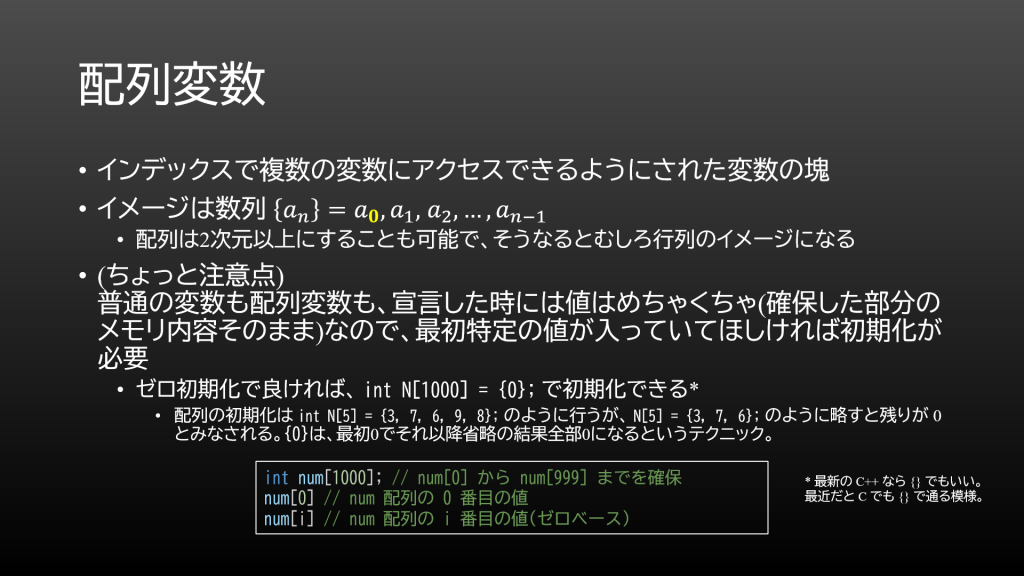 配列変数
• インデックスで複数の変数にアクセスできるようにされた変数の塊
• イメージは数列 {aₙ} = a₀, a₁, a₂, … , aₙ₋₁
• 配列は2次元以上にすることも可能で、そうなるとむしろ行列のイメージになる
• (ちょっと注意点)
普通の変数も配列変数も、宣言した時には値はめちゃくちゃ(確保した部分の
メモリ内容そのまま)なので、最初特定の値が入っていてほしければ初期化が
必要
• ゼロ初期化で良ければ、 int N[1000] = {0}; で初期化できる*
• 配列の初期化は int N[5] = {3, 7, 6, 9, 8}; のように行うが、N[5] = {3, 7, 6}; のように略すと残りが 0
とみなされる。{0}は、最初0でそれ以降省略の結果全部0になるというテクニック。
int num[1000]; // num[0] から num[999] までを確保
num[0] // num 配列の 0 番目の値
num[i] // num 配列の i 番目の値(ゼロベース)
* 最新の C++ なら {} でもいい。
最近だと C でも {} で通る模様。